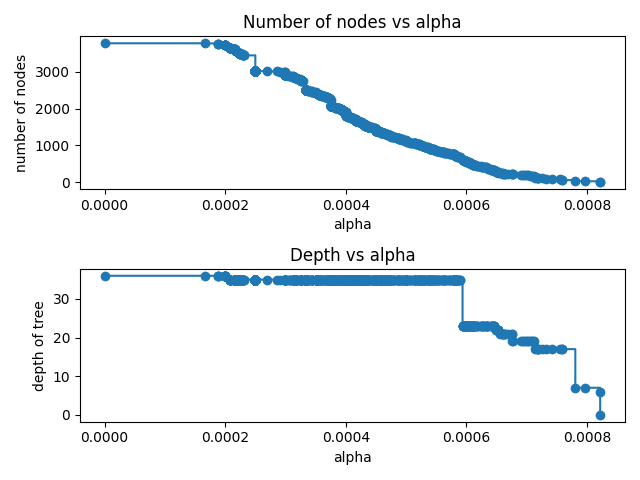 Number of nodes vs alpha
number of nodes
3000
2000
1000
0
0.0000 0.0002 0.0004 0.0006 0.0008
alpha
Depth vs alpha
depth of tree
30
20
10
0
0.0000 0.0002 0.0004 0.0006 0.0008
alpha